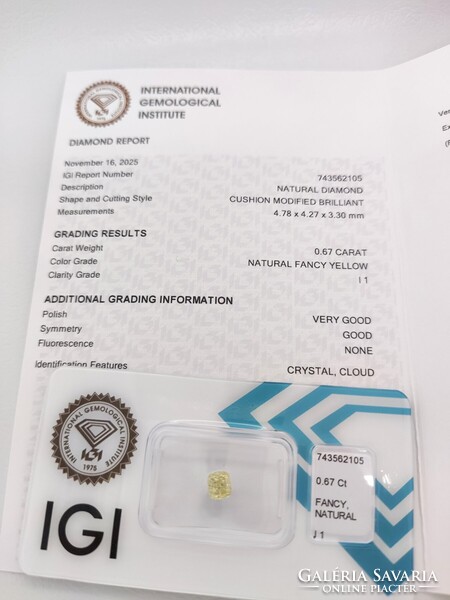 INTERNATIONAL
GEMOLOGICAL
INSTITUTE
1975
DIAMOND REPORT
November 16, 2025
IGI Report Number 743562105
Description NATURAL DIAMOND
Shape and Cutting Style CUSHION MODIFIED BRILLIANT
Measurements 4.78 x 4.27 x 3.30 mm
GRADING RESULTS
Carat Weight 0.67 CARAT
Color Grade NATURAL FANCY YELLOW
Clarity Grade I 1
ADDITIONAL GRADING INFORMATION
Polish VERY GOOD
Symmetry GOOD
Fluorescence NONE
Identification Features CRYSTAL, CLOUD
INTERNATIONAL GEMOLOGICAL INSTITUTE
IGI
1975
IGI
743562105
0.67 Ct
FANCY,
NATURAL
I 1
GALÉRIA SAVARIA
ONLINE PIACTÉR